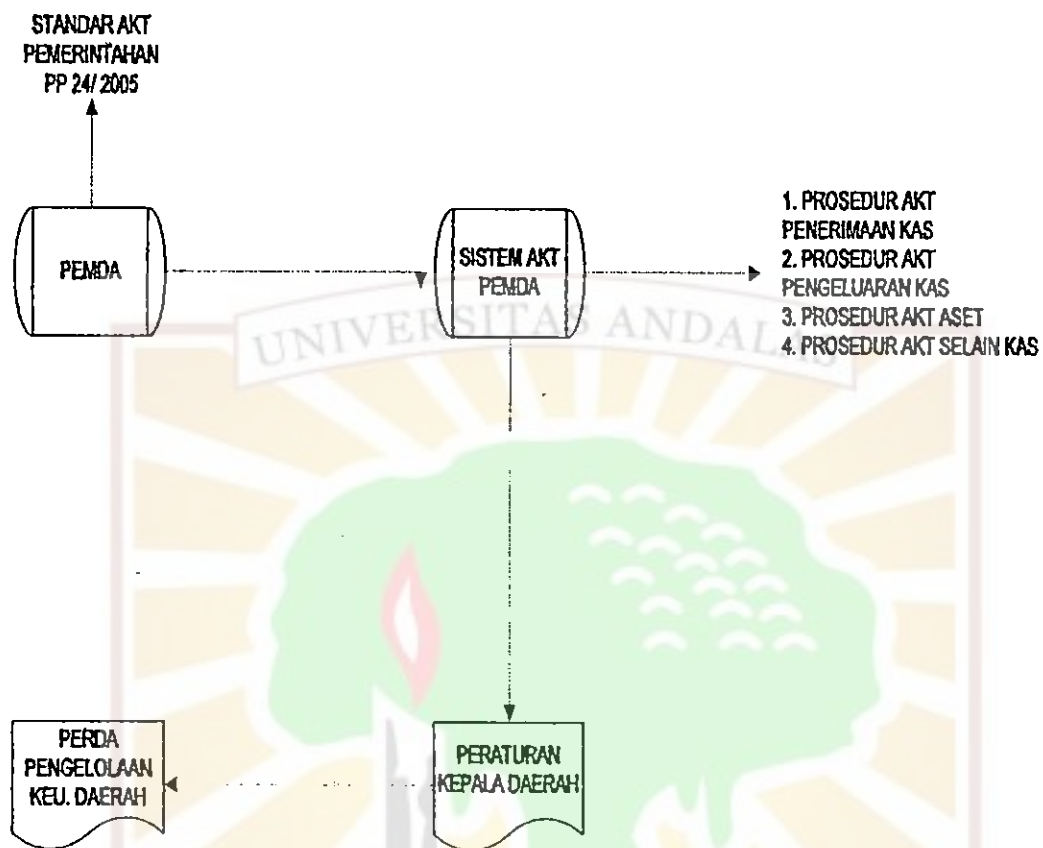 STANDAR AKT
PEMERINTAHAN
PP 24/ 2005
PEMDA
SISTEM AKT
PEMDA
1. PROSEDUR AKT
PENERIMAAN KAS
2. PROSEDUR AKT
PENGELUARAN KAS
3. PROSEDUR AKT ASET
4. PROSEDUR AKT SELAIN KAS
UNIVERSITAS ANDALAS
PERDA
PENGELOLAAN
KEU. DAERAH
PERATURAN
KEPALA DAERAH